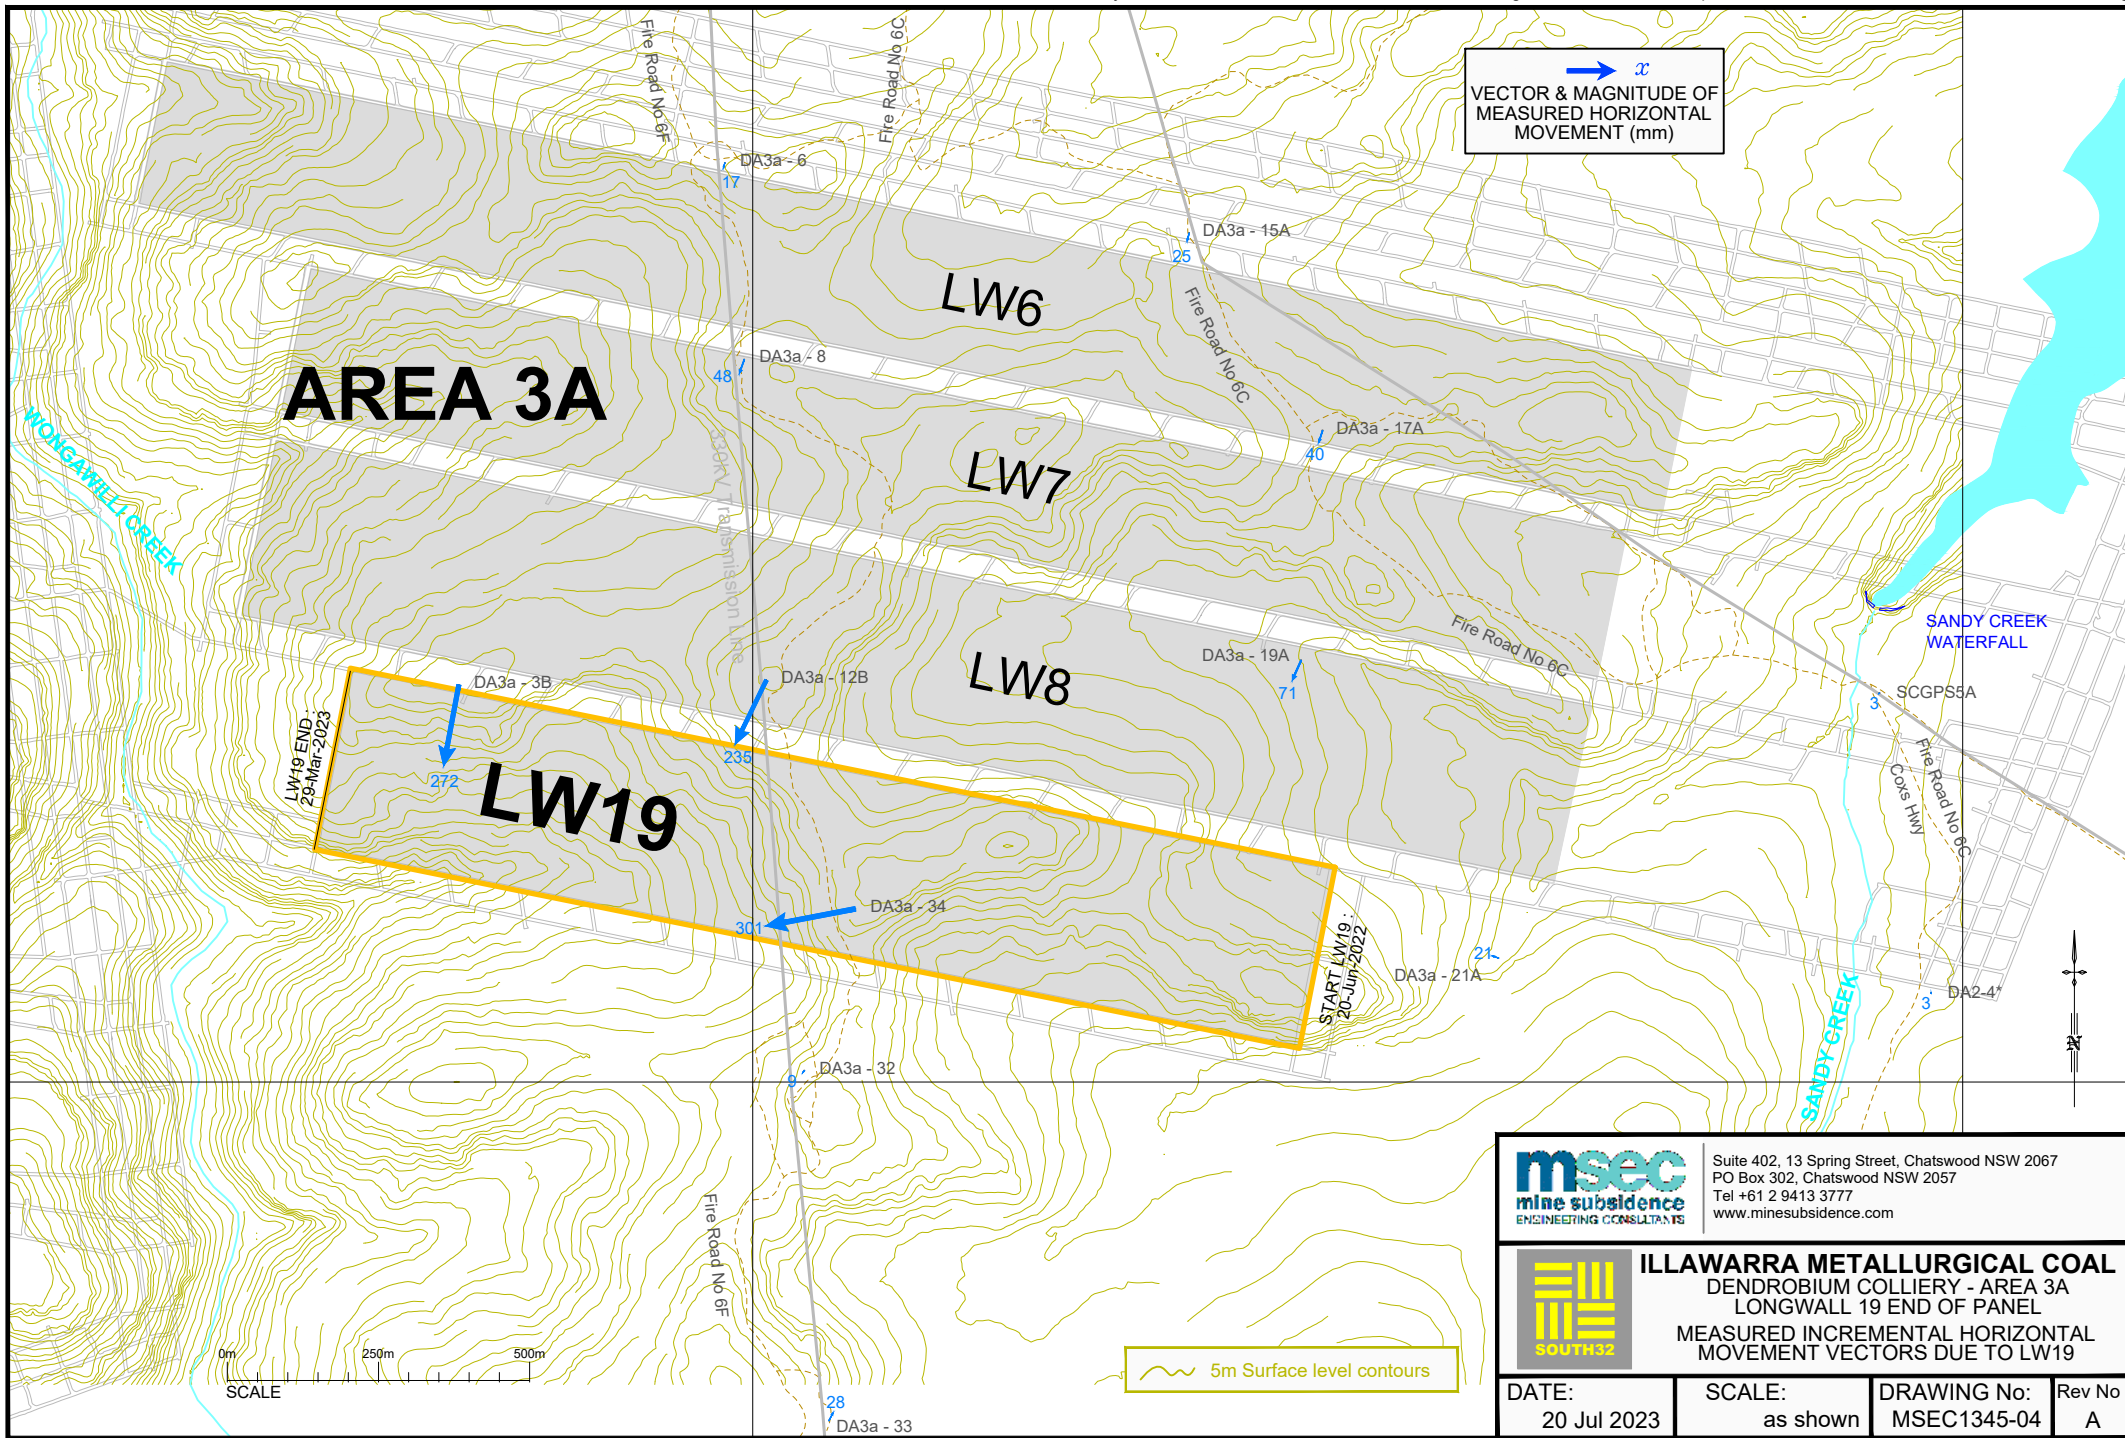 x
VECTOR & MAGNITUDE OF
MEASURED HORIZONTAL
MOVEMENT (mm)
Fire Road No 6F
Fire Road No 6C
DA3a - 6
17
DA3a - 15A
25
LW6
Fire Road No 6C
DA3a - 8
48
AREA 3A
DA3a - 17A
40
WONGAWILLI CREEK
330kV Transmission line
LW7
Fire Road No 6C
SANDY CREEK
WATERFALL
LW8
DA3a - 19A
71
DA3a - 3B
272
DA3a - 12B
235
SCGPS5A
3
LW19 END :
29-Mar-2023
LW19
Fire Road No 6C
Coxs Hwy
DA3a - 34
301
START LW19 :
20-Jun-2022
21
DA3a - 21A
3
DA2-4*
SANDY CREEK
N
DA3a - 32
9
Fire Road No 6F
0m
250m
500m
SCALE
28
DA3a - 33
5m Surface level contours
msec
mine subsidence
ENGINEERING CONSULTANTS
Suite 402, 13 Spring Street, Chatswood NSW 2067
PO Box 302, Chatswood NSW 2057
Tel +61 2 9413 3777
www.minesubsidence.com
SOUTH32
ILLAWARRA METALLURGICAL COAL
DENDROBIUM COLLIERY - AREA 3A
LONGWALL 19 END OF PANEL
MEASURED INCREMENTAL HORIZONTAL
MOVEMENT VECTORS DUE TO LW19
DATE:
20 Jul 2023
SCALE:
as shown
DRAWING No:
MSEC1345-04
Rev No
A